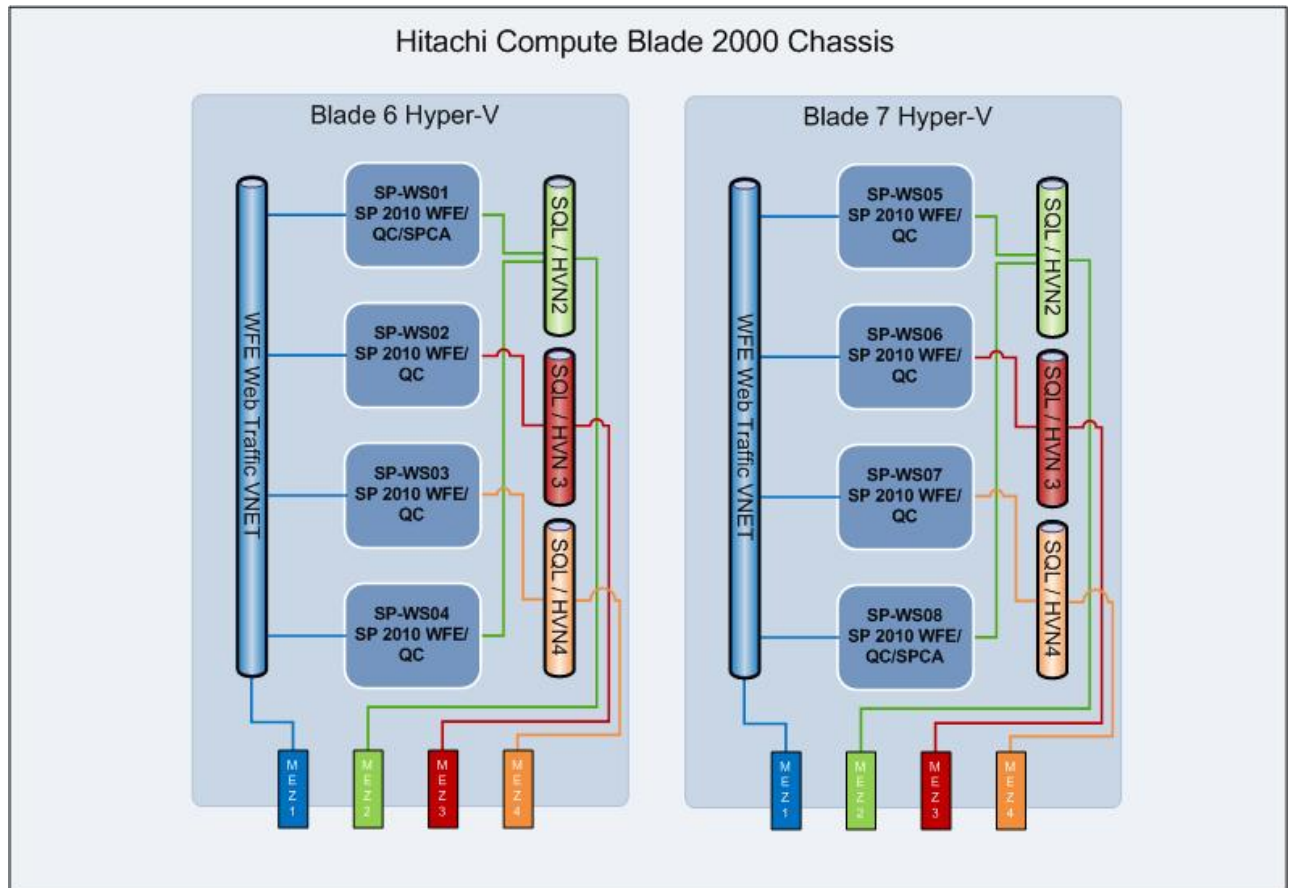 Hitachi Compute Blade 2000 Chassis
Blade 6 Hyper-V
WFE Web Traffic VNET
SP-WS01
SP 2010 WFE/
QC/SPCA
SP-WS02
SP 2010 WFE/
QC
SP-WS03
SP 2010 WFE/
QC
SP-WS04
SP 2010 WFE/
QC
SQL / HVN2
SQL / HVN 3
SQL / HVN4
MEZ1
MEZ2
MEZ3
MEZ4
Blade 7 Hyper-V
WFE Web Traffic VNET
SP-WS05
SP 2010 WFE/
QC
SP-WS06
SP 2010 WFE/
QC
SP-WS07
SP 2010 WFE/
QC
SP-WS08
SP 2010 WFE/
QC/SPCA
SQL / HVN2
SQL / HVN 3
SQL / HVN4
MEZ1
MEZ2
MEZ3
MEZ4